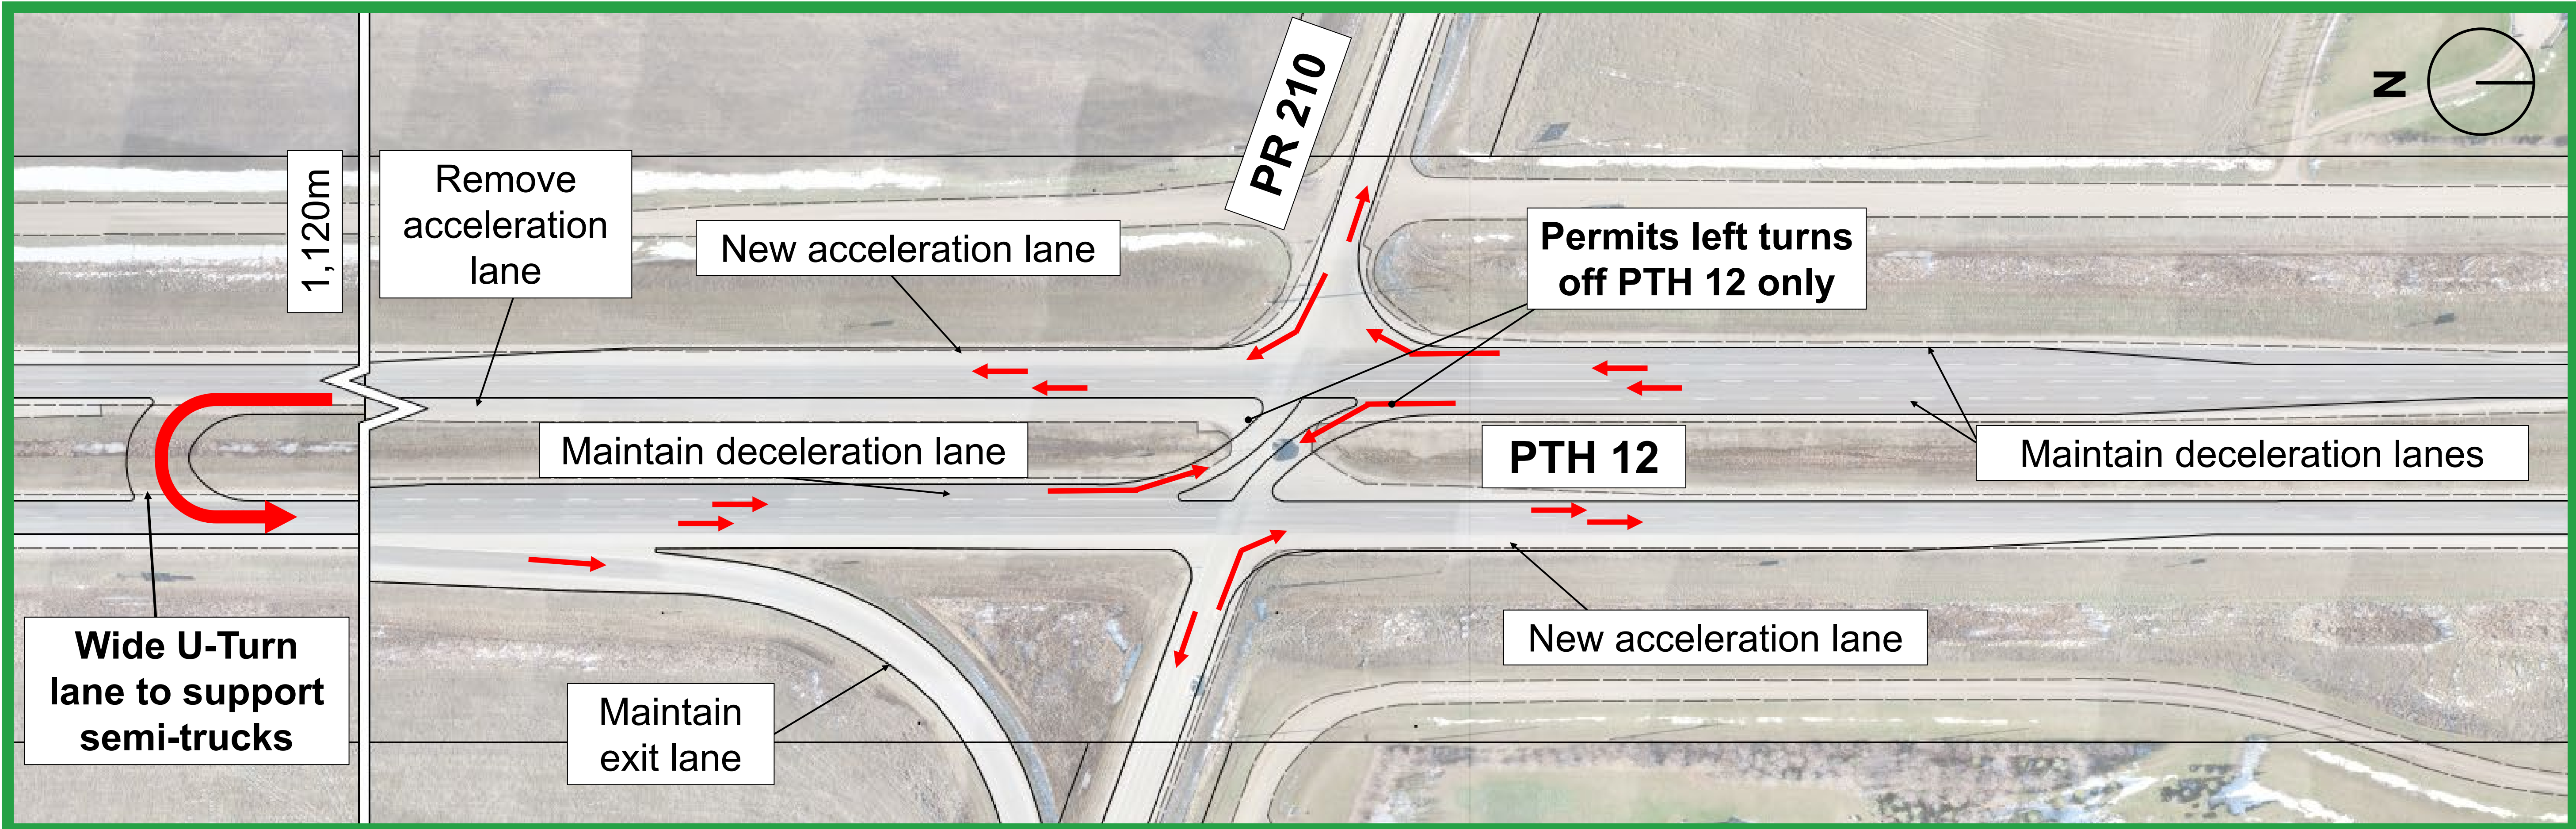 PR 210
N
1,120m
Remove
acceleration
lane
New acceleration lane
Permits left turns
off PTH 12 only
Maintain deceleration lane
PTH 12
Maintain deceleration lanes
Wide U-Turn
lane to support
semi-trucks
Maintain
exit lane
New acceleration lane